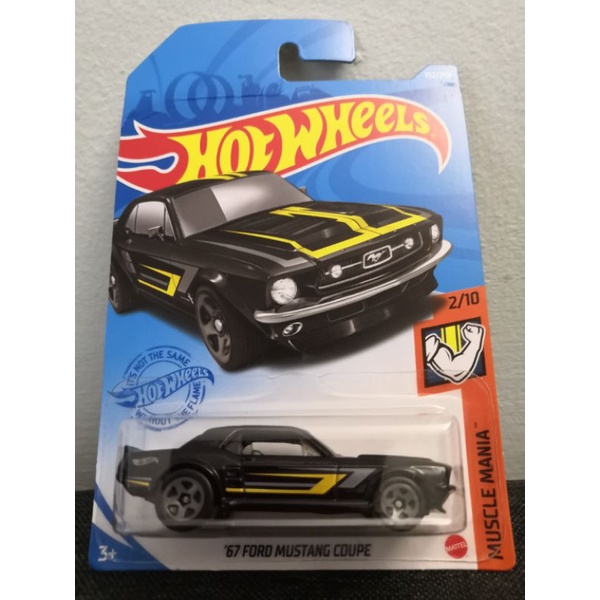 HOT WHEELS
2/10
IT'S NOT THE SAME
HOT WHEELS
WITHOUT THE FLAME
MUSCLE MANIA™
3+
'67 FORD MUSTANG COUPE
MATTEL